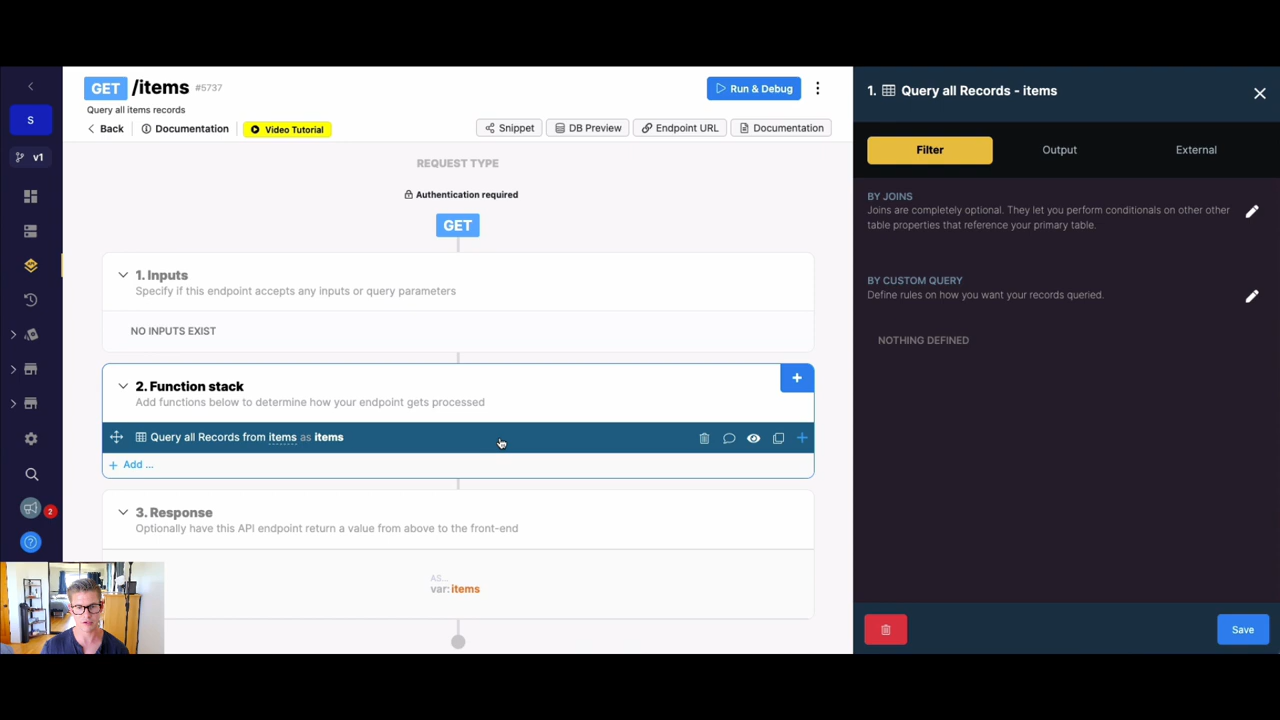 GET /items #5737
Query all items records
Run & Debug
Back
Documentation
Video Tutorial
Snippet
DB Preview
Endpoint URL
Documentation
S
v1
2
REQUEST TYPE
Authentication required
GET
1. Inputs
Specify if this endpoint accepts any inputs or query parameters
NO INPUTS EXIST
2. Function stack
Add functions below to determine how your endpoint gets processed
Query all Records from items as items
Add ...
3. Response
Optionally have this API endpoint return a value from above to the front-end
AS...
var: items
1. Query all Records - items
Filter
Output
External
BY JOINS
Joins are completely optional. They let you perform conditionals on other other
table properties that reference your primary table.
BY CUSTOM QUERY
Define rules on how you want your records queried.
NOTHING DEFINED
Save